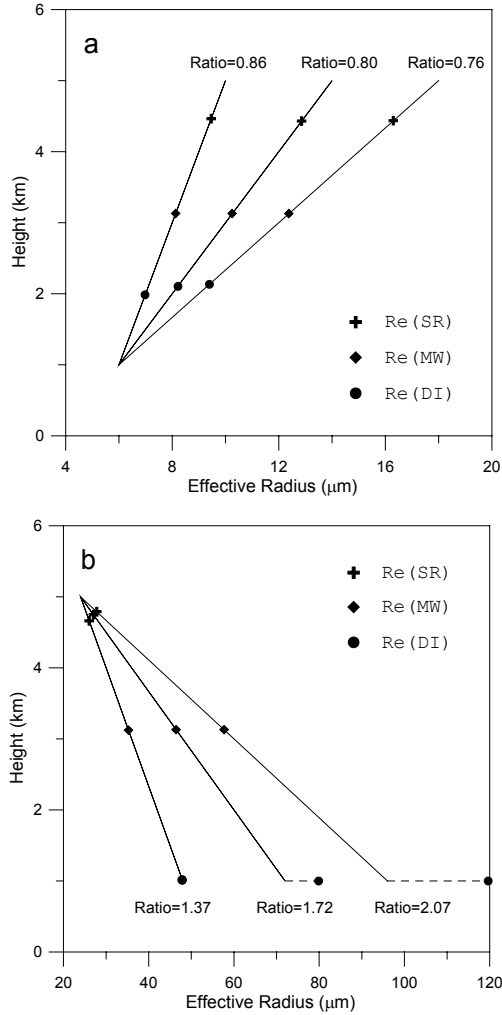 a
Ratio=0.86 Ratio=0.80 Ratio=0.76
6
4
2
0
Height (km)
Re(SR)
Re(MW)
Re(DI)
4 8 12 16 20
Effective Radius (μm)
b
6
4
2
0
Height (km)
Re(SR)
Re(MW)
Re(DI)
Ratio=1.37 Ratio=1.72 Ratio=2.07
20 40 60 80 100 120
Effective Radius (μm)